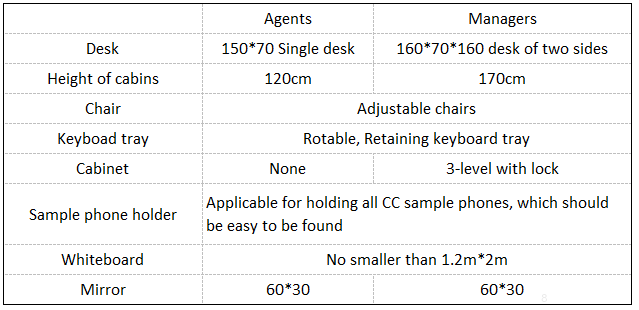 Agents Managers
Desk 150*70 Single desk 160*70*160 desk of two sides
Height of cabins 120cm 170cm
Chair Adjustable chairs
Keyboad tray Rotable, Retaining keyboard tray
Cabinet None 3-level with lock
Sample phone holder Applicable for holding all CC sample phones, which should
be easy to be found
Whiteboard No smaller than 1.2m*2m
Mirror 60*30 60*30